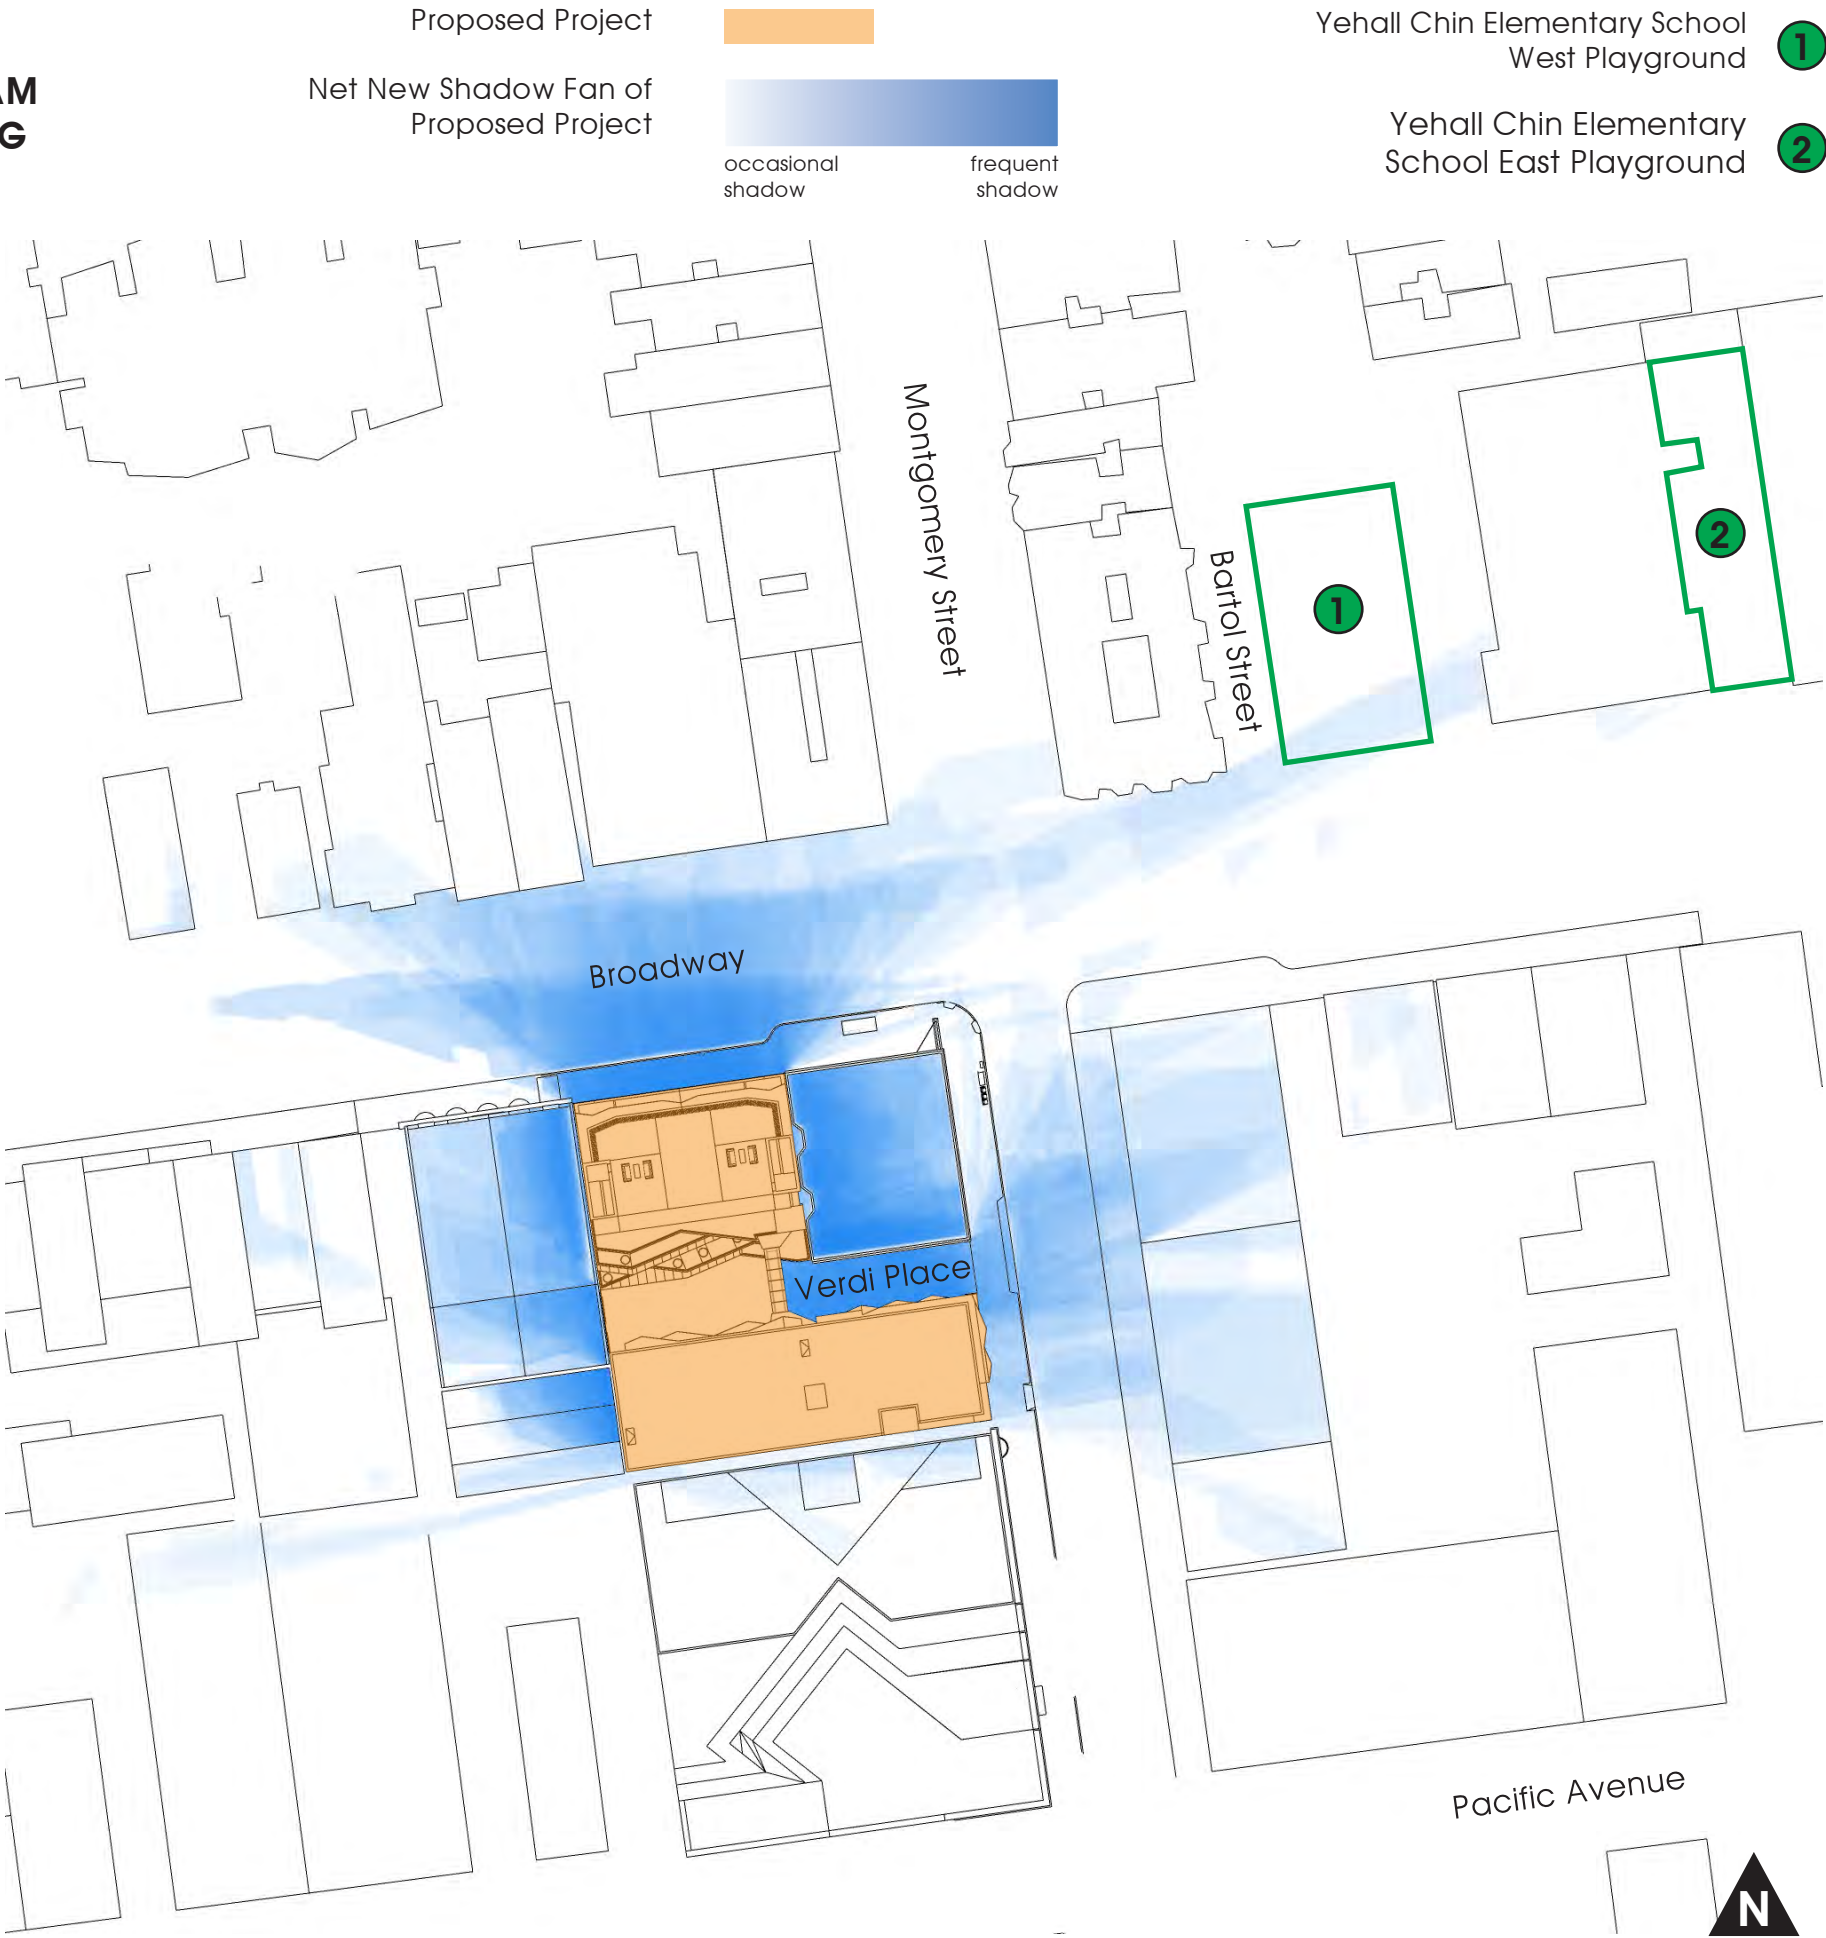 AM
G
Proposed Project
Net New Shadow Fan of
Proposed Project
occasional
shadow
frequent
shadow
Yehall Chin Elementary School
West Playground
1
Yehall Chin Elementary
School East Playground
2
Montgomery Street
Bartol Street
1
2
Broadway
Verdi Place
Pacific Avenue
N